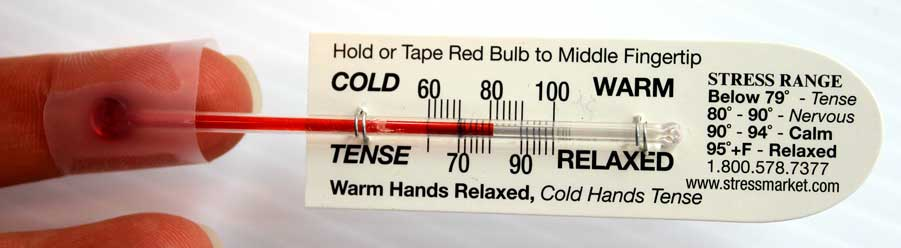 Hold or Tape Red Bulb to Middle Fingertip
COLD 60 80 100 WARM
TENSE 70 90 RELAXED
Warm Hands Relaxed, Cold Hands Tense
STRESS RANGE
Below 79° - Tense
80° - 90° - Nervous
90° - 94° - Calm
95°+F - Relaxed
1.800.578.7377
www.stressmarket.com